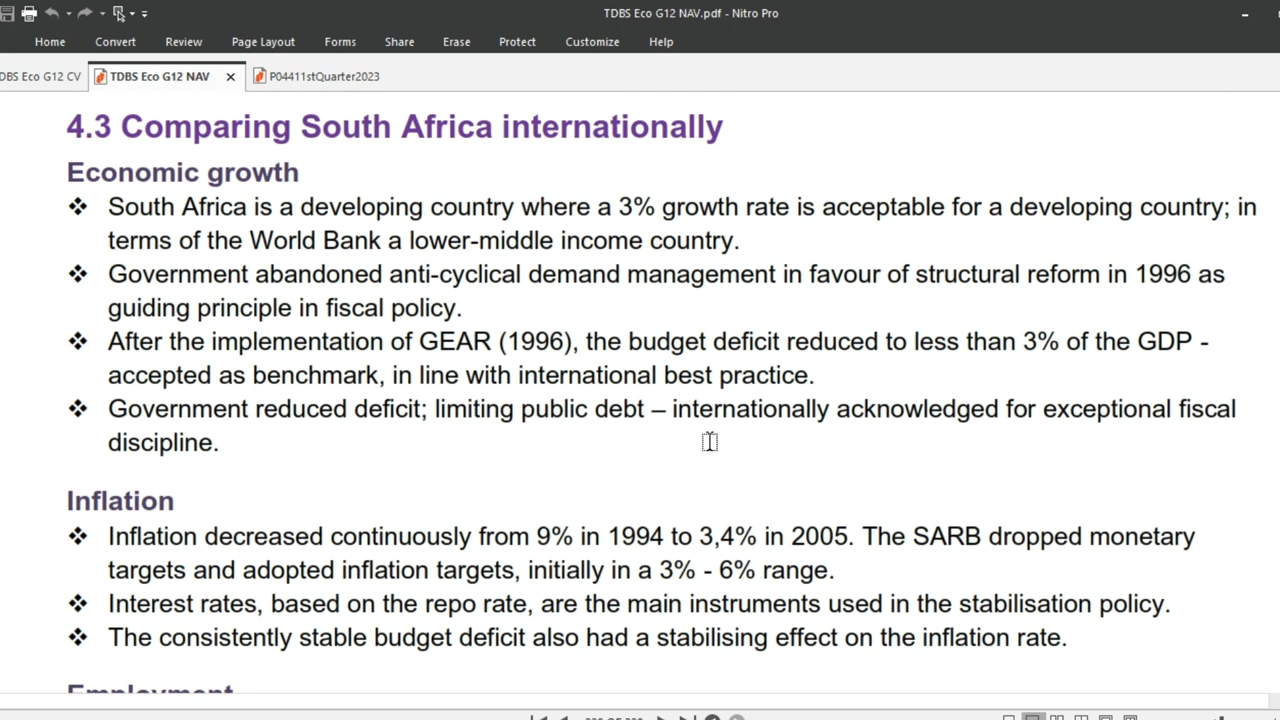 TDBS Eco G12 NAV.pdf - Nitro Pro
Home Convert Review Page Layout Forms Share Erase Protect Customize Help
DBS Eco G12 CV TDBS Eco G12 NAV P04411stQuarter2023
4.3 Comparing South Africa internationally
Economic growth
❖ South Africa is a developing country where a 3% growth rate is acceptable for a developing country; in
terms of the World Bank a lower-middle income country.
❖ Government abandoned anti-cyclical demand management in favour of structural reform in 1996 as
guiding principle in fiscal policy.
❖ After the implementation of GEAR (1996), the budget deficit reduced to less than 3% of the GDP -
accepted as benchmark, in line with international best practice.
❖ Government reduced deficit; limiting public debt – internationally acknowledged for exceptional fiscal
discipline.
Inflation
❖ Inflation decreased continuously from 9% in 1994 to 3,4% in 2005. The SARB dropped monetary
targets and adopted inflation targets, initially in a 3% - 6% range.
❖ Interest rates, based on the repo rate, are the main instruments used in the stabilisation policy.
❖ The consistently stable budget deficit also had a stabilising effect on the inflation rate.
Employment